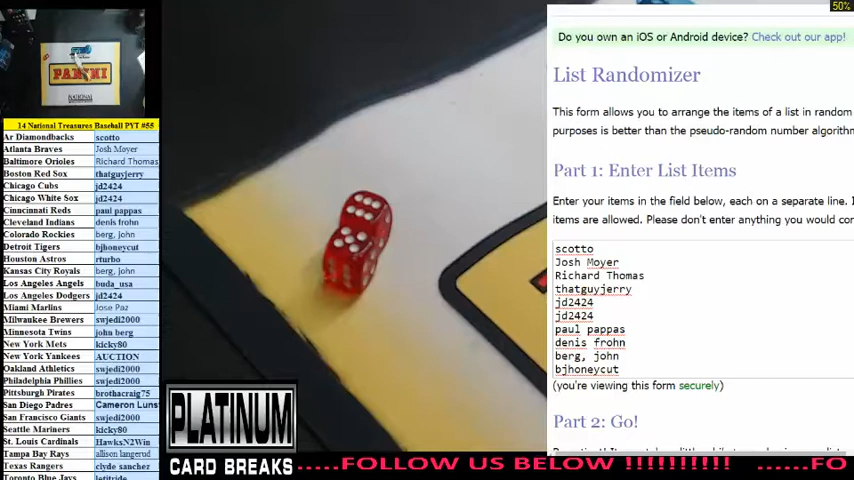 50%
PANINI
14 National Treasures Baseball PYT #55
Ar Diamondbacks scotto
Atlanta Braves Josh Moyer
Baltimore Orioles Richard Thomas
Boston Red Sox thatguyjerry
Chicago Cubs jd2424
Chicago White Sox jd2424
Cinncinati Reds paul pappas
Cleveland Indians denis frohn
Colorado Rockies berg, john
Detroit Tigers bjhoneycut
Houston Astros rturbo
Kansas City Royals berg, john
Los Angeles Angels buda_usa
Los Angeles Dodgers jd2424
Miami Marlins Jose Paz
Milwaukee Brewers swjedi2000
Minnesota Twins john berg
New York Mets kicky80
New York Yankees AUCTION
Oakland Athletics swjedi2000
Philadelphia Phillies swjedi2000
Pittsburgh Pirates brothacraig75
San Diego Padres Cameron Luns
San Francisco Giants swjedi2000
Seattle Mariners kicky80
St. Louis Cardinals HawksN2Win
Tampa Bay Rays allison langerud
Texas Rangers clyde sanchez
Toronto Blue Jays letitride
PLATINUM
CARD BREAKS
.....FOLLOW US BELOW !!!!!!!!!! ......FO
Do you own an iOS or Android device? Check out our app!
List Randomizer
This form allows you to arrange the items of a list in random
purposes is better than the pseudo-random number algorithm
Part 1: Enter List Items
Enter your items in the field below, each on a separate line. I
items are allowed. Please don't enter anything you would con
scotto
Josh Moyer
Richard Thomas
thatguyjerry
jd2424
jd2424
paul pappas
denis frohn
berg, john
bjhoneycut
(you're viewing this form securely)
Part 2: Go!